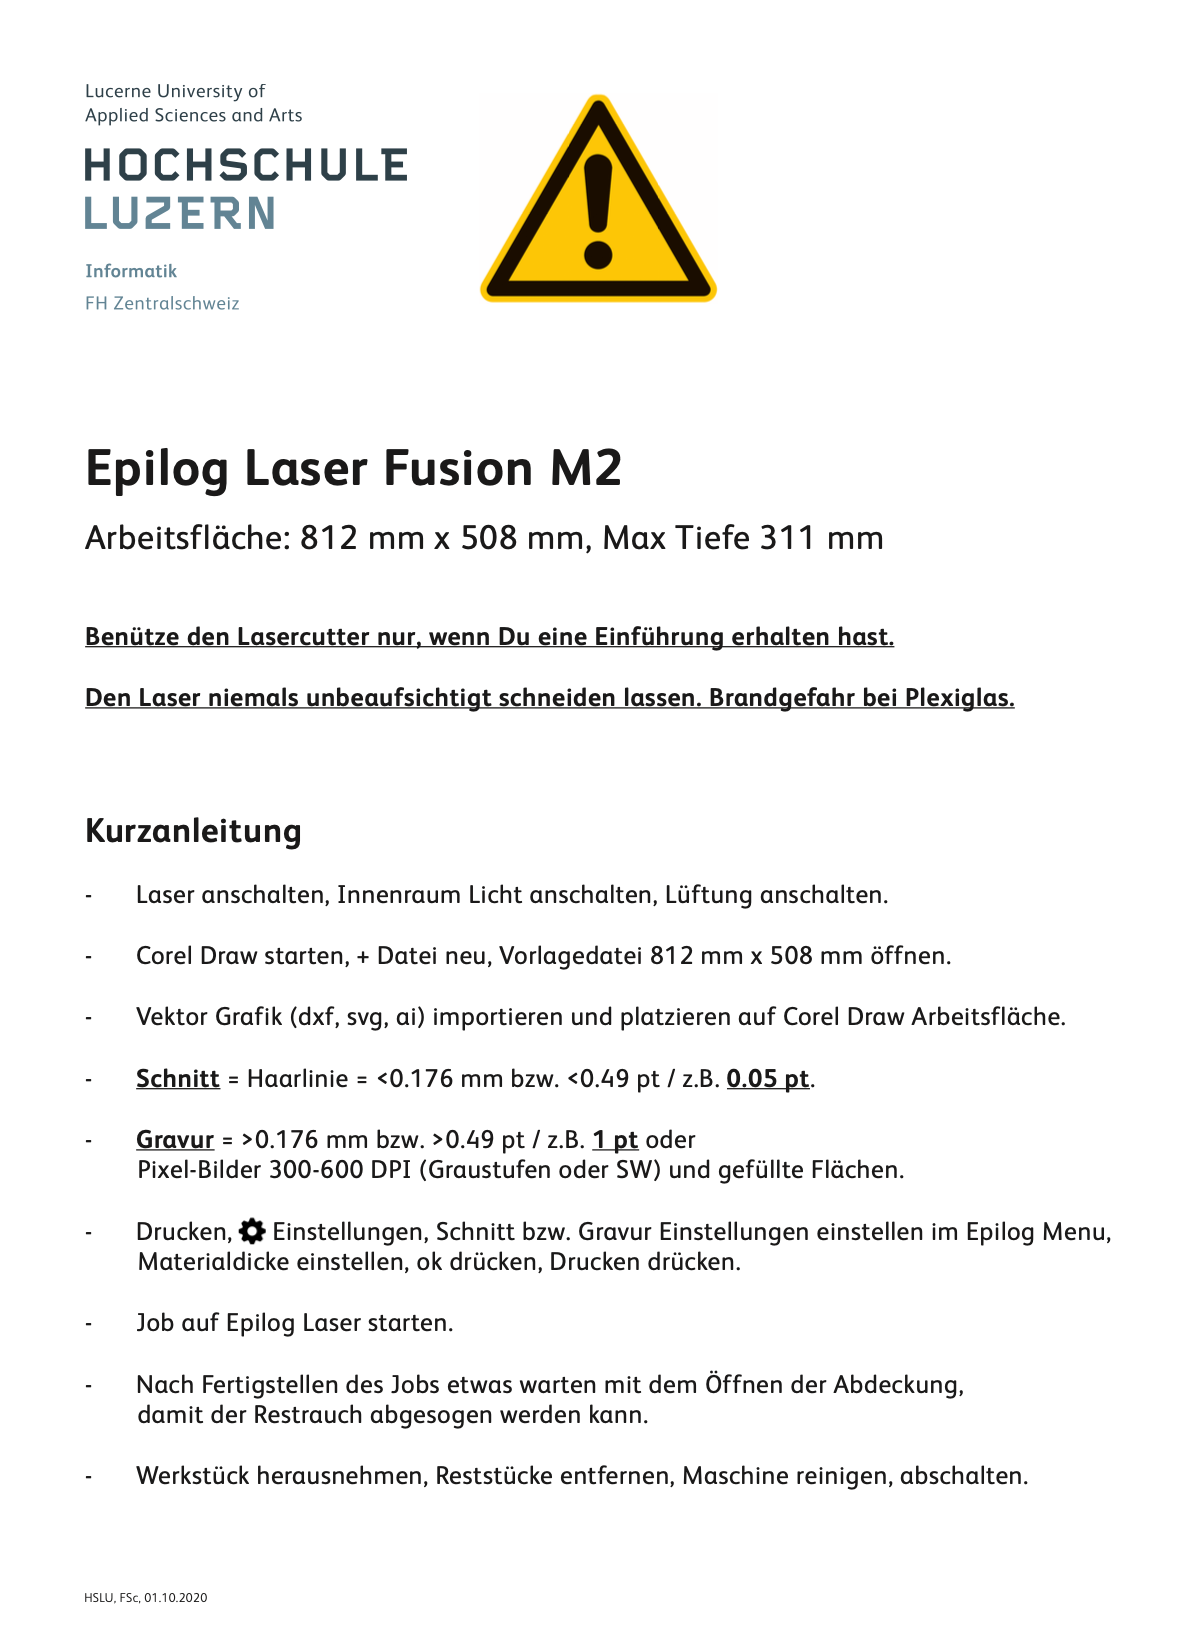 Lucerne University of
Applied Sciences and Arts
HOCHSCHULE
LUZERN
Informatik
FH Zentralschweiz
Epilog Laser Fusion M2
Arbeitsfläche: 812 mm x 508 mm, Max Tiefe 311 mm
Benütze den Lasercutter nur, wenn Du eine Einführung erhalten hast.
Den Laser niemals unbeaufsichtigt schneiden lassen. Brandgefahr bei Plexiglas.
Kurzanleitung
- Laser anschalten, Innenraum Licht anschalten, Lüftung anschalten.
- Corel Draw starten, + Datei neu, Vorlagedatei 812 mm x 508 mm öffnen.
- Vektor Grafik (dxf, svg, ai) importieren und platzieren auf Corel Draw Arbeitsfläche.
- Schnitt = Haarlinie = <0.176 mm bzw. <0.49 pt / z.B. 0.05 pt.
- Gravur = >0.176 mm bzw. >0.49 pt / z.B. 1 pt oder
Pixel-Bilder 300-600 DPI (Graustufen oder SW) und gefüllte Flächen.
- Drucken, Einstellungen, Schnitt bzw. Gravur Einstellungen einstellen im Epilog Menu,
Materialdicke einstellen, ok drücken, Drucken drücken.
- Job auf Epilog Laser starten.
- Nach Fertigstellen des Jobs etwas warten mit dem Öffnen der Abdeckung,
damit der Restrauch abgesogen werden kann.
- Werkstück herausnehmen, Reststücke entfernen, Maschine reinigen, abschalten.
HSLU, FSc, 01.10.2020